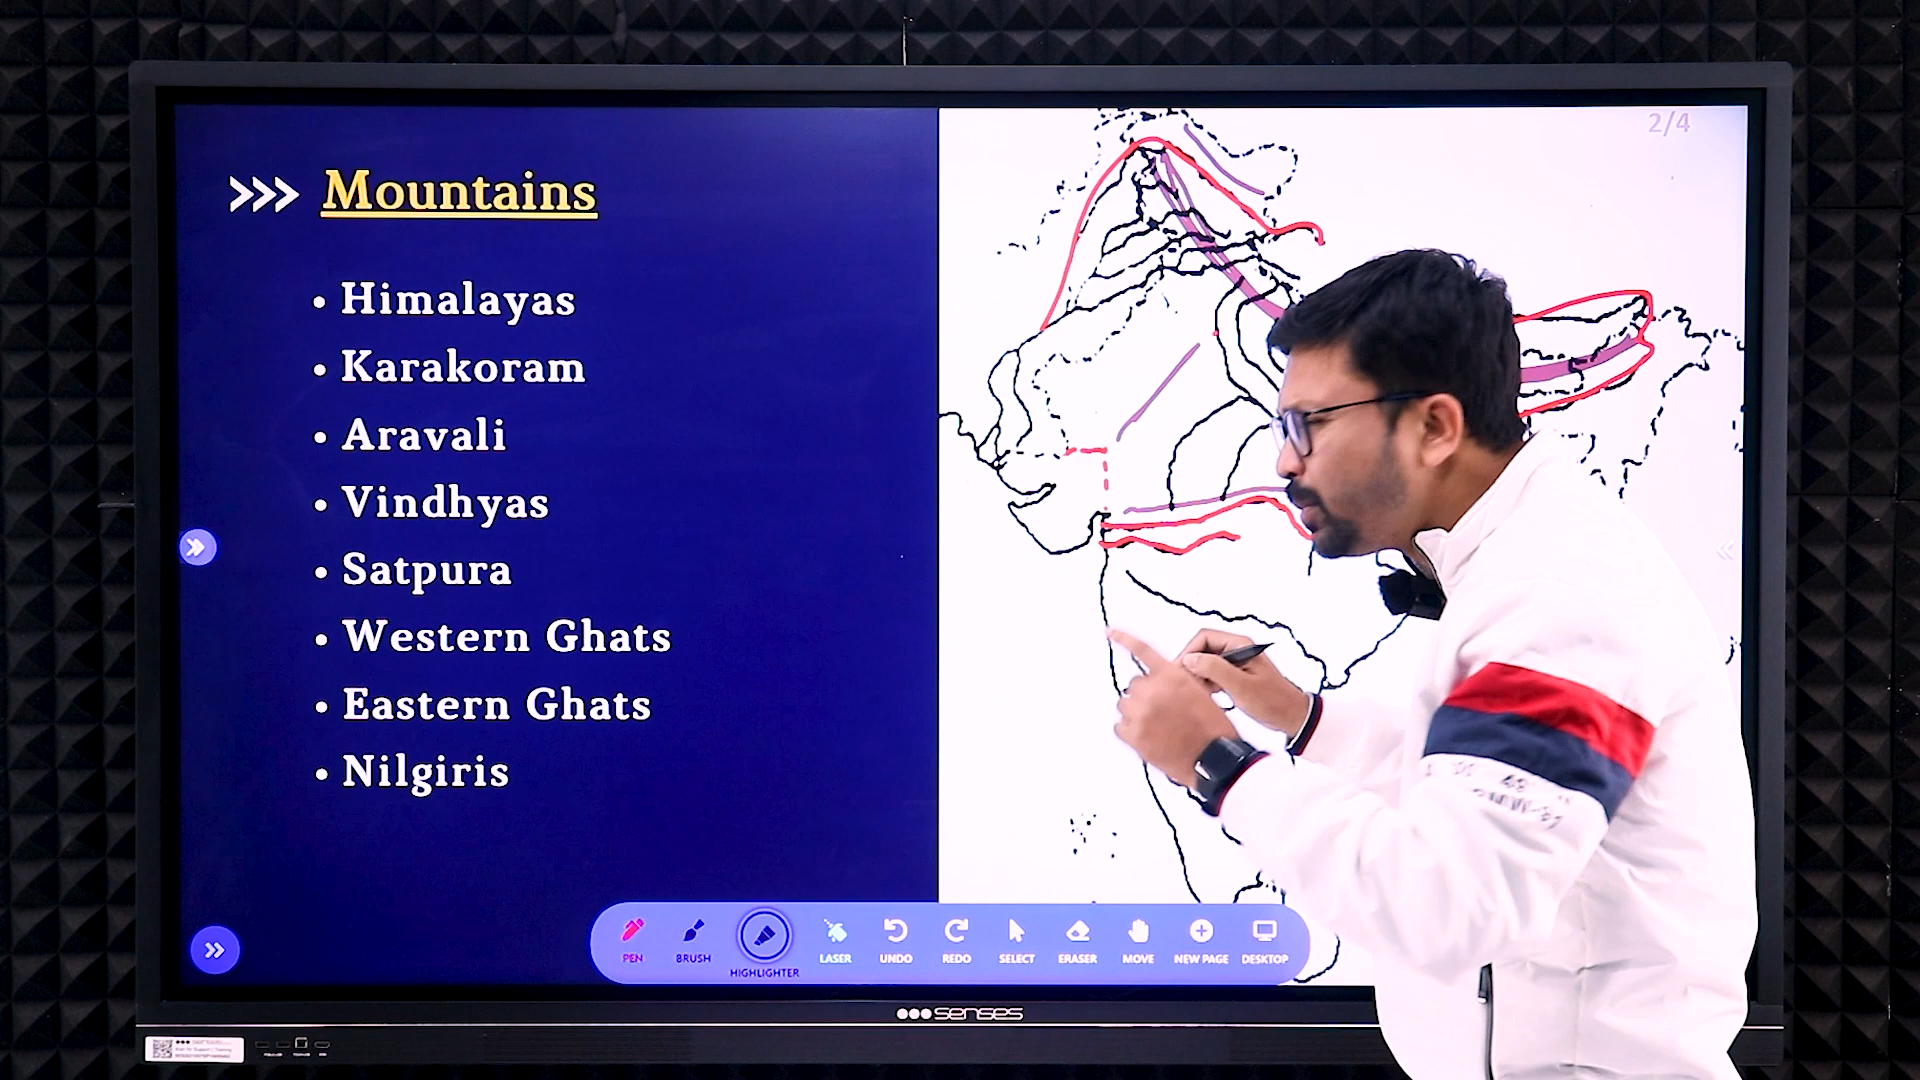 2/4
>>> Mountains
• Himalayas
• Karakoram
• Aravali
• Vindhyas
• Satpura
• Western Ghats
• Eastern Ghats
• Nilgiris
PEN BRUSH HIGHLIGHTER LASER UNDO REDO SELECT ERASER MOVE NEW PAGE DESKTOP
senses